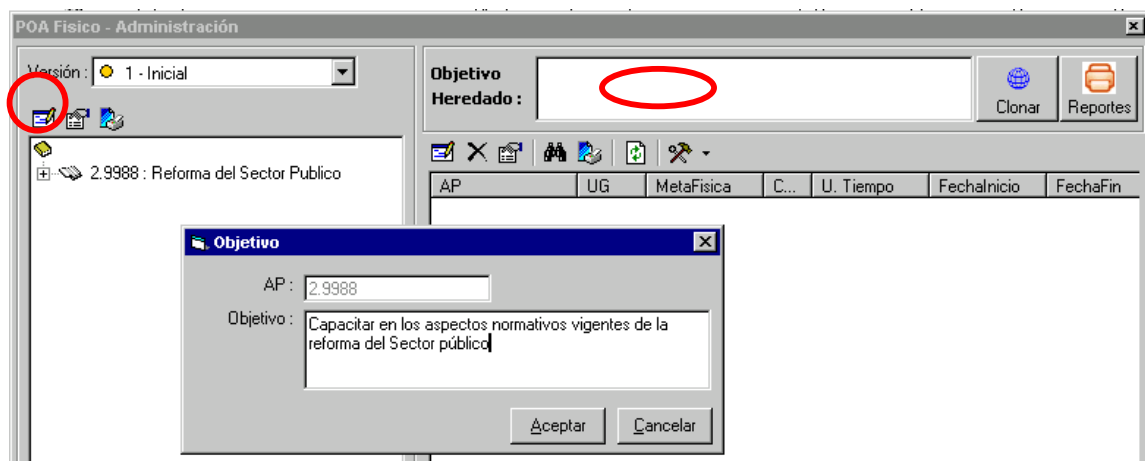 POA Fisico - Administración
Versión : 1 - Inicial
Objetivo
Heredado :
Clonar
Reportes
2.9988 : Reforma del Sector Publico
AP UG MetaFisica C... U. Tiempo FechaInicio FechaFin
Objetivo
AP : 2.9988
Objetivo : Capacitar en los aspectos normativos vigentes de la
reforma del Sector público
Aceptar Cancelar